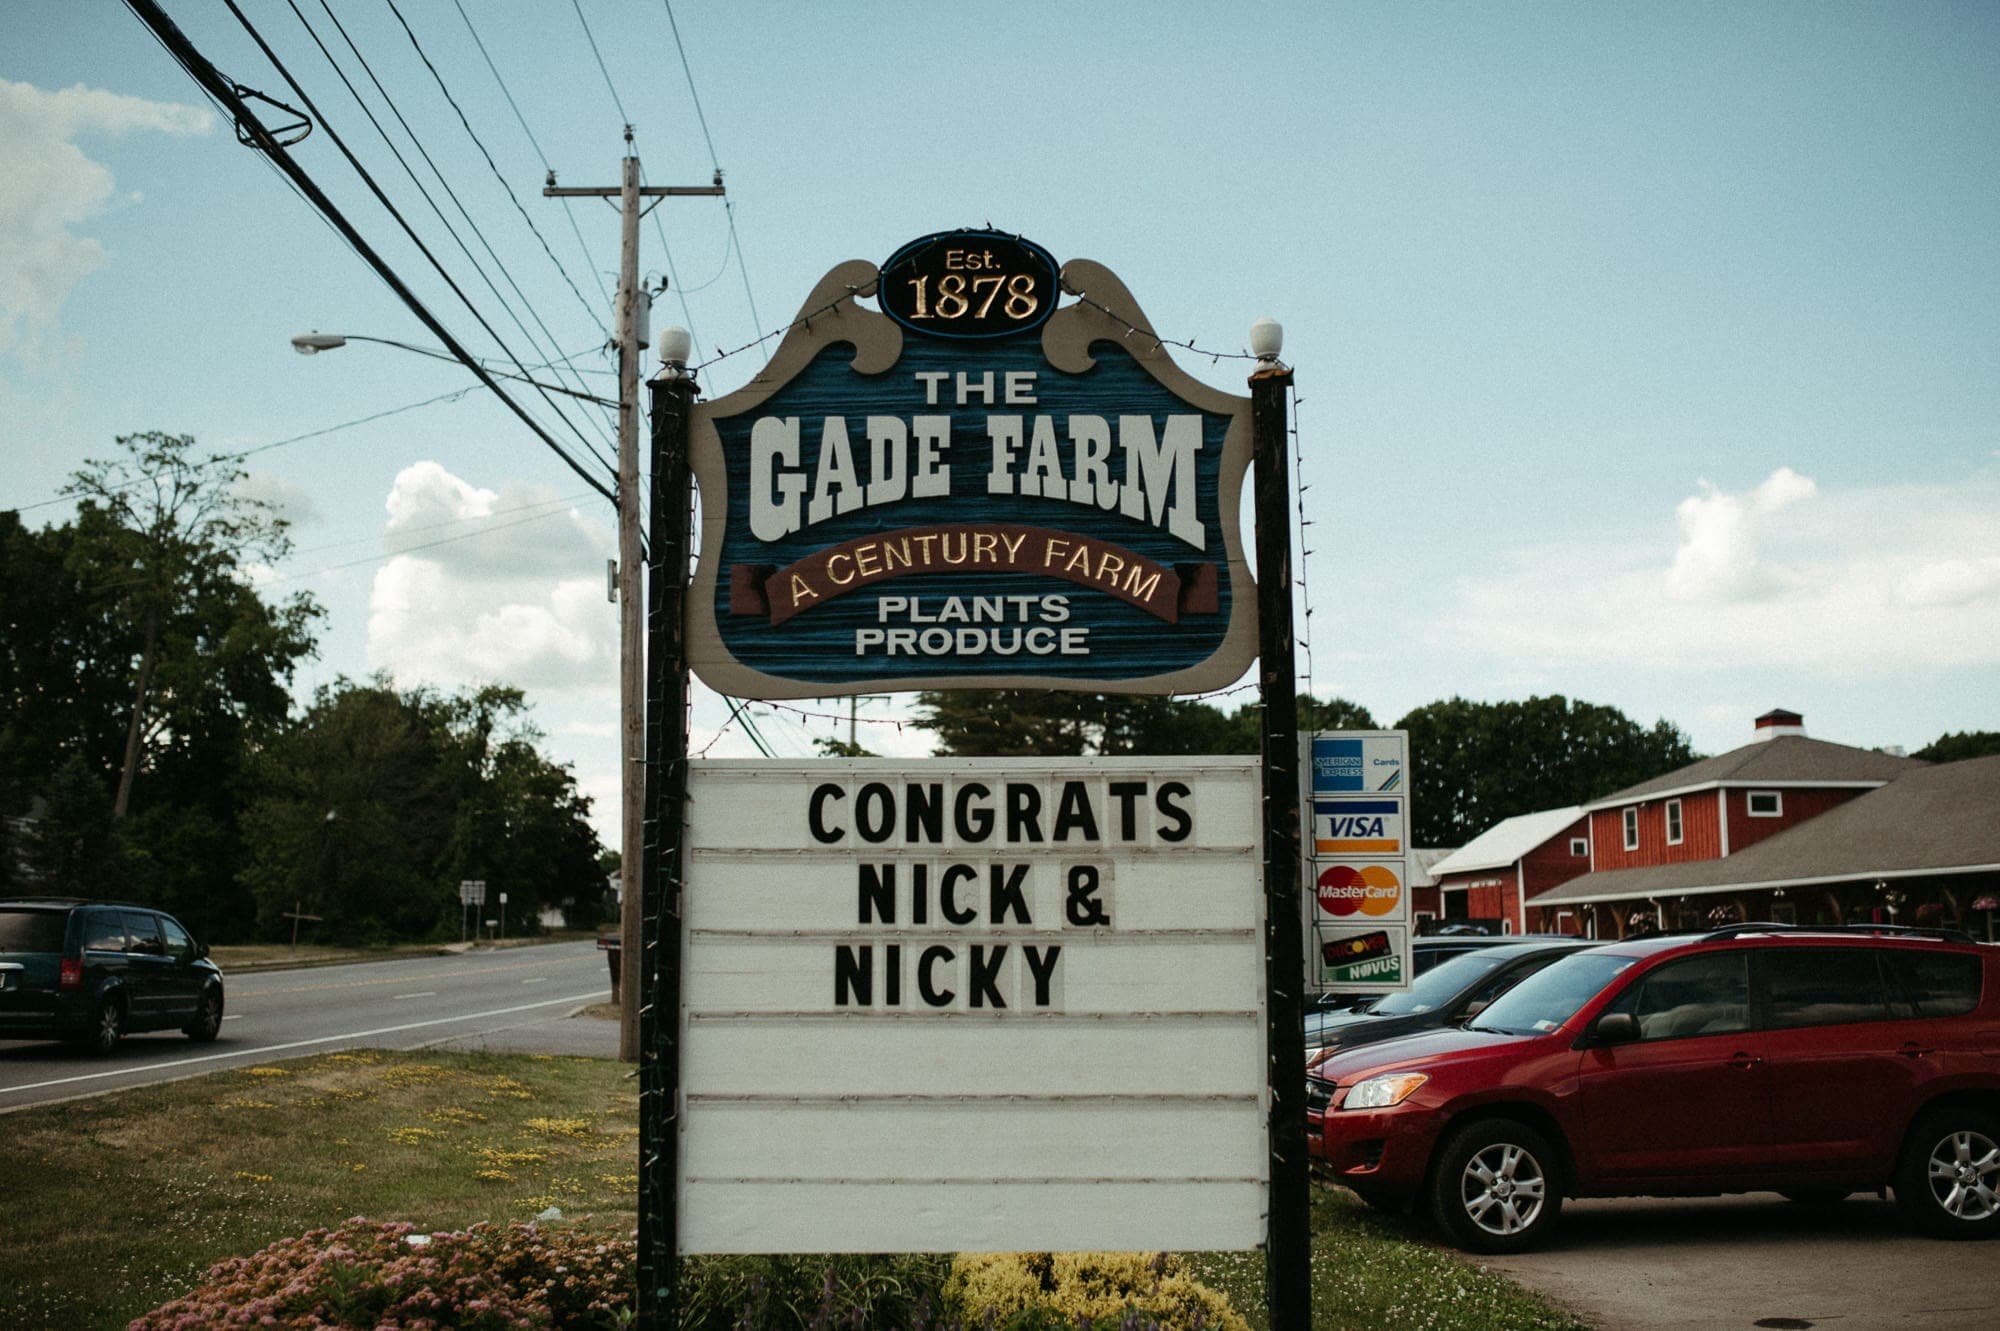 Est.
1878
THE
GADE FARM
A CENTURY FARM
PLANTS
PRODUCE
CONGRATS
NICK &
NICKY
AMERICAN
EXPRESS
Cards
VISA
MasterCard
DISCOVER
NOVUS